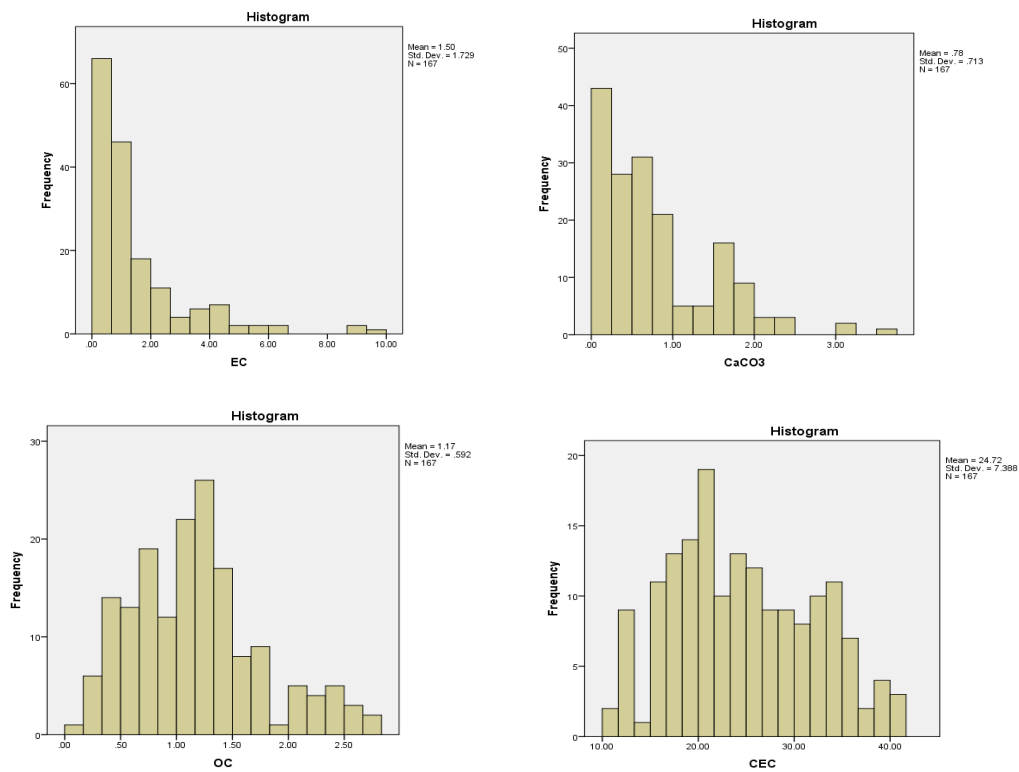 Histogram
Mean = 1.50
Std. Dev. = 1.729
N = 167
Frequency
60
40
20
0
.00 2.00 4.00 6.00 8.00 10.00
EC
Histogram
Mean = .78
Std. Dev. = .713
N = 167
Frequency
50
40
30
20
10
0
.00 1.00 2.00 3.00
CaCO3
Histogram
Mean = 1.17
Std. Dev. = .592
N = 167
Frequency
30
20
10
0
.00 .50 1.00 1.50 2.00 2.50
OC
Histogram
Mean = 24.72
Std. Dev. = 7.388
N = 167
Frequency
20
15
10
5
0
10.00 20.00 30.00 40.00
CEC